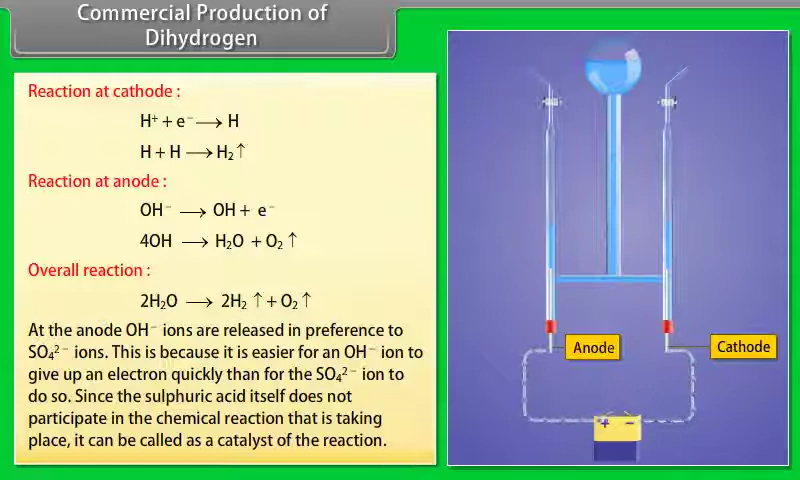 Commercial Production of
Dihydrogen
Reaction at cathode :
H⁺ + e⁻ ⟶ H
H + H ⟶ H₂ ↑
Reaction at anode :
OH⁻ ⟶ OH + e⁻
4OH ⟶ H₂O + O₂ ↑
Overall reaction :
2H₂O ⟶ 2H₂ ↑ + O₂ ↑
At the anode OH⁻ ions are released in preference to
SO₄²⁻ ions. This is because it is easier for an OH⁻ ion to
give up an electron quickly than for the SO₄²⁻ ion to
do so. Since the sulphuric acid itself does not
participate in the chemical reaction that is taking
place, it can be called as a catalyst of the reaction.
Anode
Cathode
+ −